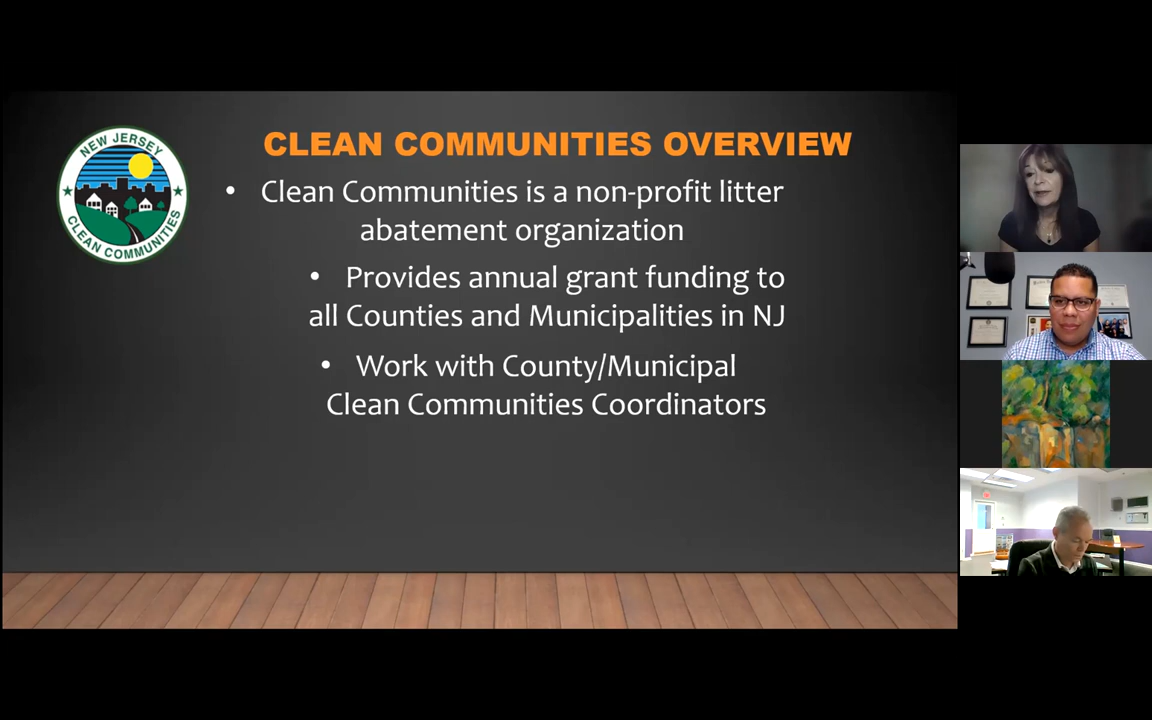 NEW JERSEY
CLEAN COMMUNITIES
CLEAN COMMUNITIES OVERVIEW
• Clean Communities is a non-profit litter
abatement organization
• Provides annual grant funding to
all Counties and Municipalities in NJ
• Work with County/Municipal
Clean Communities Coordinators